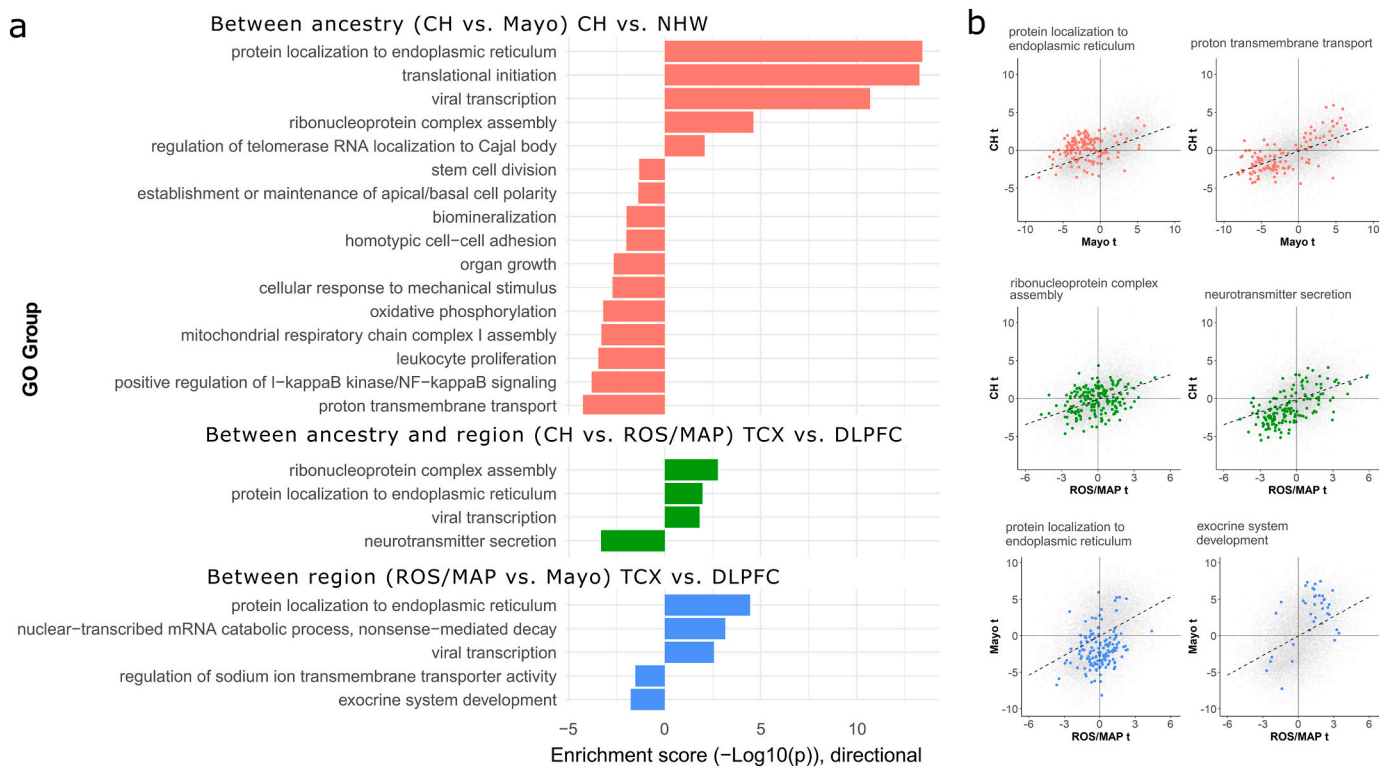 a
Between ancestry (CH vs. Mayo) CH vs. NHW
protein localization to endoplasmic reticulum
translational initiation
viral transcription
ribonucleoprotein complex assembly
regulation of telomerase RNA localization to Cajal body
stem cell division
establishment or maintenance of apical/basal cell polarity
biomineralization
homotypic cell−cell adhesion
organ growth
cellular response to mechanical stimulus
oxidative phosphorylation
mitochondrial respiratory chain complex I assembly
leukocyte proliferation
positive regulation of I−kappaB kinase/NF−kappaB signaling
proton transmembrane transport
GO Group
Between ancestry and region (CH vs. ROS/MAP) TCX vs. DLPFC
ribonucleoprotein complex assembly
protein localization to endoplasmic reticulum
viral transcription
neurotransmitter secretion
Between region (ROS/MAP vs. Mayo) TCX vs. DLPFC
protein localization to endoplasmic reticulum
nuclear−transcribed mRNA catabolic process, nonsense−mediated decay
viral transcription
regulation of sodium ion transmembrane transporter activity
exocrine system development
−5 0 5 10
Enrichment score (−Log10(p)), directional
b
protein localization to
endoplasmic reticulum
10
5
0
-5
CH t
-10 -5 0 5 10
Mayo t
proton transmembrane transport
10
5
0
-5
CH t
-10 -5 0 5 10
Mayo t
ribonucleoprotein complex
assembly
10
5
0
-5
CH t
-6 -3 0 3 6
ROS/MAP t
neurotransmitter secretion
10
5
0
-5
CH t
-6 -3 0 3 6
ROS/MAP t
protein localization to
endoplasmic reticulum
10
5
0
-5
-10
Mayo t
-6 -3 0 3 6
ROS/MAP t
exocrine system
development
10
5
0
-5
-10
Mayo t
-6 -3 0 3 6
ROS/MAP t